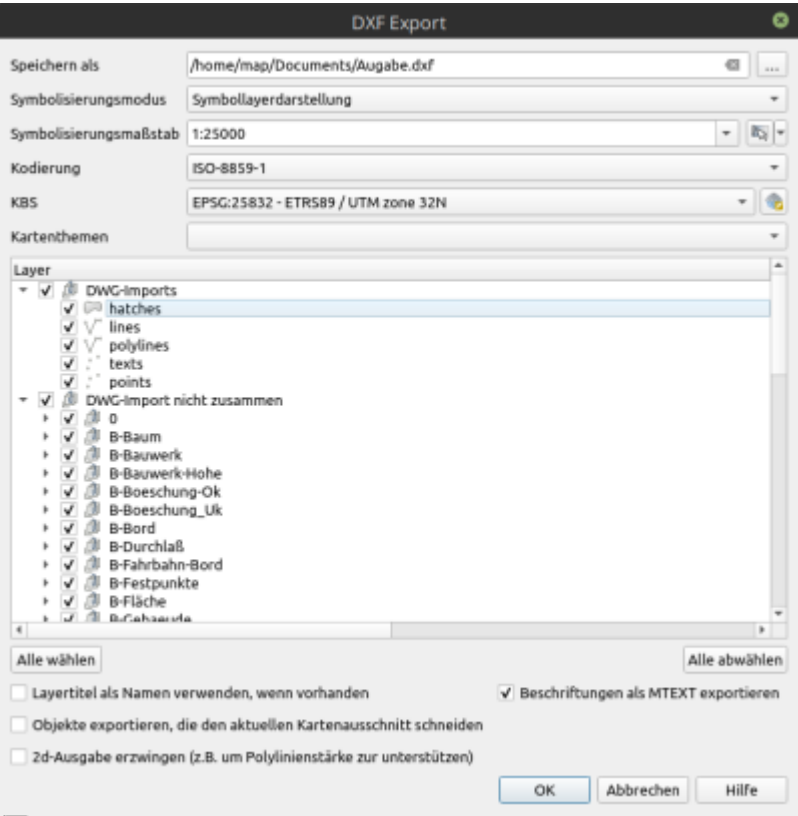 DXF Export
Speichern als /home/map/Documents/Augabe.dxf ...
Symbolisierungsmodus Symbollayerdarstellung
Symbolisierungsmaßstab 1:25000
Kodierung ISO-8859-1
KBS EPSG:25832 - ETRS89 / UTM zone 32N
Kartenthemen
Layer
DWG-Imports
hatches
lines
polylines
texts
points
DWG-Import nicht zusammen
0
B-Baum
B-Bauwerk
B-Bauwerk-Hohe
B-Boeschung-Ok
B-Boeschung_Uk
B-Bord
B-Durchlaß
B-Fahrbahn-Bord
B-Festpunkte
B-Fläche
B-Gebaeude
Alle wählen Alle abwählen
Layertitel als Namen verwenden, wenn vorhanden Beschriftungen als MTEXT exportieren
Objekte exportieren, die den aktuellen Kartenausschnitt schneiden
2d-Ausgabe erzwingen (z.B. um Polylinienstärke zur unterstützen)
OK Abbrechen Hilfe